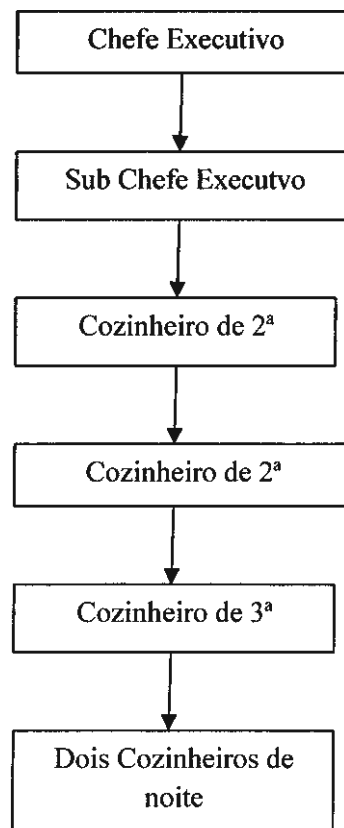 Chefe Executivo
Sub Chefe Executvo
Cozinheiro de 2ª
Cozinheiro de 2ª
Cozinheiro de 3ª
Dois Cozinheiros de
noite